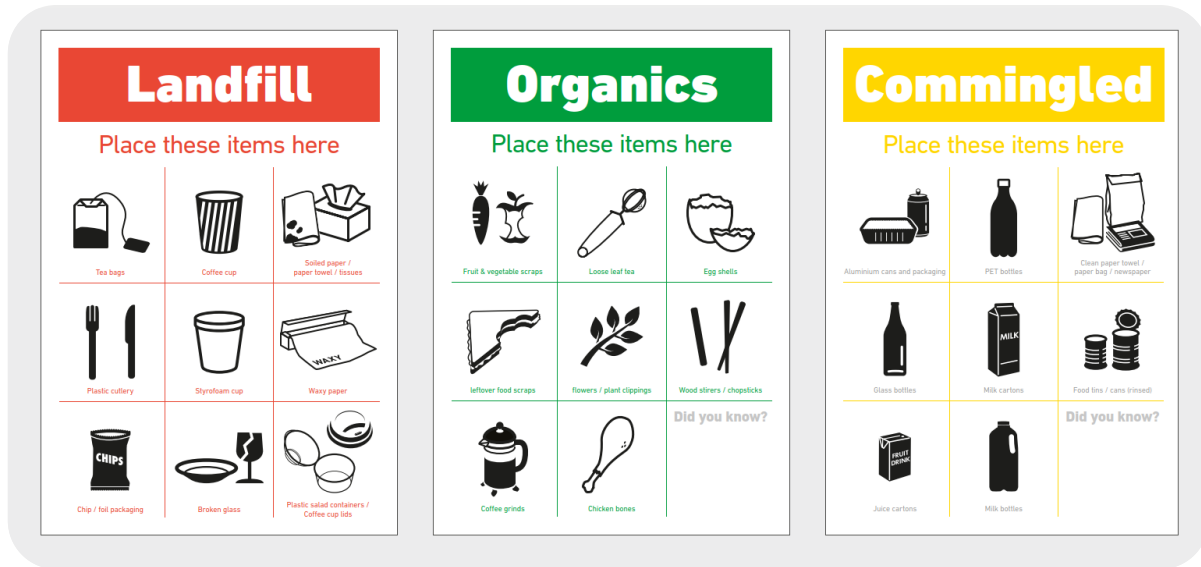 Landfill
Place these items here
Tea bags
Coffee cup
Soiled paper /
paper towel / tissues
Plastic cutlery
Styrofoam cup
WAXY
Waxy paper
CHIPS
Chip / foil packaging
Broken glass
Plastic salad containers /
Coffee cup lids
Organics
Place these items here
Fruit & vegetable scraps
Loose leaf tea
Egg shells
leftover food scraps
flowers / plant clippings
Wood stirers / chopsticks
Coffee grinds
Chicken bones
Did you know?
Commingled
Place these items here
Aluminium cans and packaging
PET bottles
Clean paper towel /
paper bag / newspaper
Glass bottles
MILK
Milk cartons
Food tins / cans (rinsed)
FRUIT
DRINK
Juice cartons
Milk bottles
Did you know?